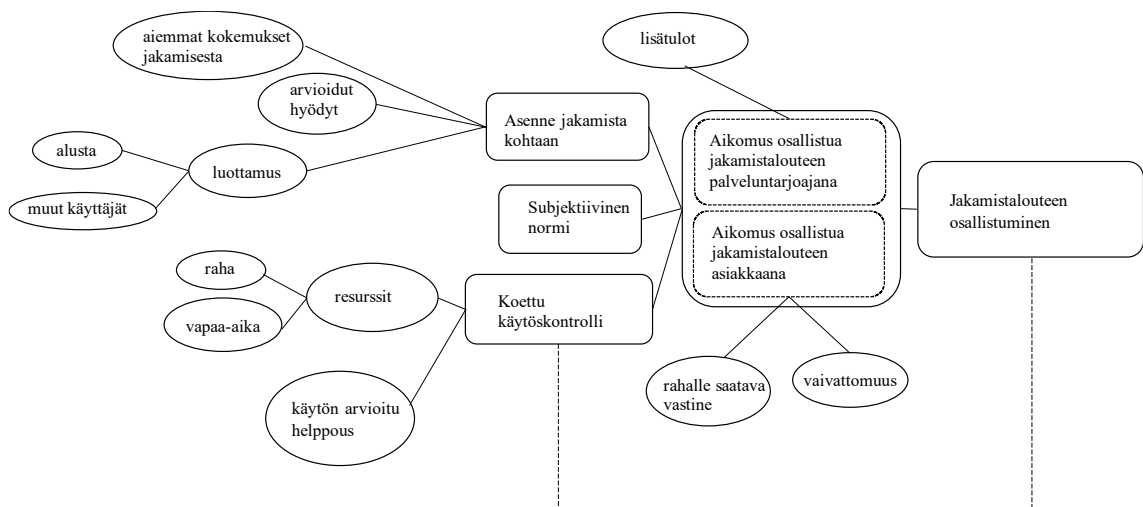 aiemmat kokemukset
jakamisesta
lisätulot
arvioidut
hyödyt
Asenne jakamista
kohtaan
alusta
luottamus
muut käyttäjät
Aikomus osallistua
jakamistalouteen
palveluntarjoajana
Subjektiivinen
normi
Jakamistalouteen
osallistuminen
Aikomus osallistua
jakamistalouteen
asiakkaana
raha
resurssit
vapaa-aika
Koettu
käytöskontrolli
rahalle saatava
vastine
vaivattomuus
käytön arvioitu
helppous